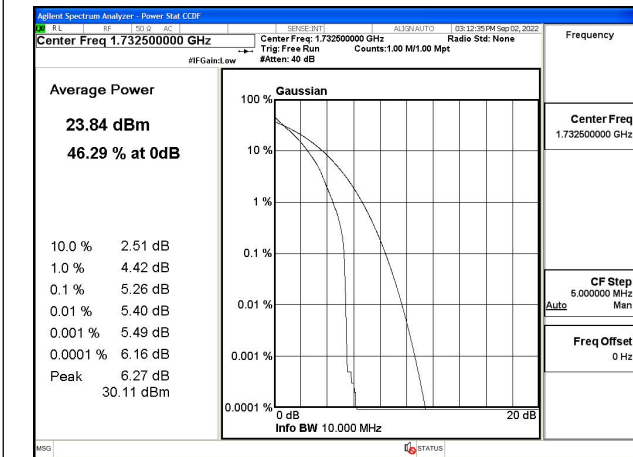 Agilent Spectrum Analyzer - Power Stat CCDF
LXI RL RF 50 Ω AC SENSE:INT ALIGNAUTO 03:12:35 PM Sep 02, 2022
Center Freq 1.732500000 GHz
Center Freq: 1.732500000 GHz Radio Std: None
Trig: Free Run Counts:1.00 M/1.00 Mpt
#IFGain:Low #Atten: 40 dB
Frequency
Average Power
23.84 dBm
46.29 % at 0dB
10.0 % 2.51 dB
1.0 % 4.42 dB
0.1 % 5.26 dB
0.01 % 5.40 dB
0.001 % 5.49 dB
0.0001 % 6.16 dB
Peak 6.27 dB
30.11 dBm
Gaussian
100 %
10 %
1 %
0.1 %
0.01 %
0.001 %
0.0001 %
0 dB 20 dB
Info BW 10.000 MHz
Center Freq
1.732500000 GHz
CF Step
5.000000 MHz
Auto Man
Freq Offset
0 Hz
MSG STATUS